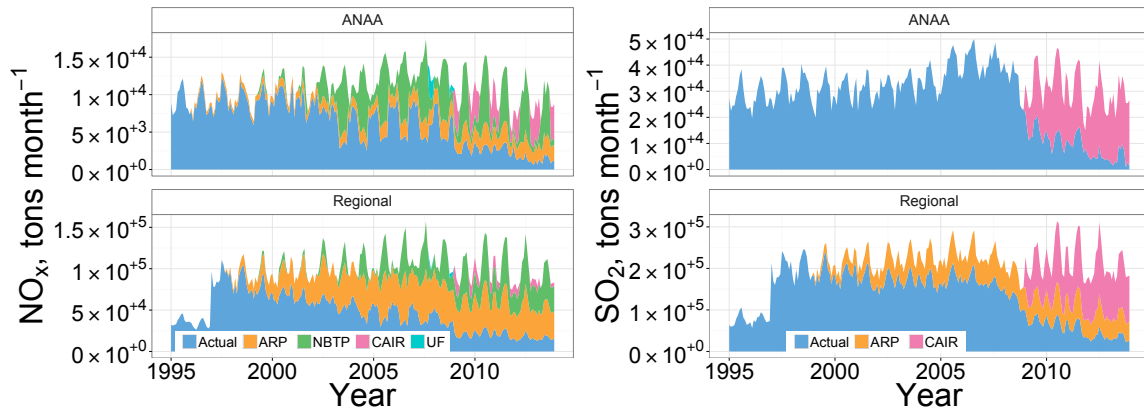 ANAA
1.5 × 10⁺⁴
1 × 10⁺⁴
5 × 10⁺³
0 × 10⁺⁰
Regional
1.5 × 10⁺⁵
1 × 10⁺⁵
5 × 10⁺⁴
0 × 10⁺⁰
NOₓ, tons month⁻¹
Actual ARP NBTP CAIR UF
1995 2000 2005 2010
Year
ANAA
5 × 10⁺⁴
4 × 10⁺⁴
3 × 10⁺⁴
2 × 10⁺⁴
1 × 10⁺⁴
0 × 10⁺⁰
Regional
3 × 10⁺⁵
2 × 10⁺⁵
1 × 10⁺⁵
0 × 10⁺⁰
SO₂, tons month⁻¹
Actual ARP CAIR
1995 2000 2005 2010
Year